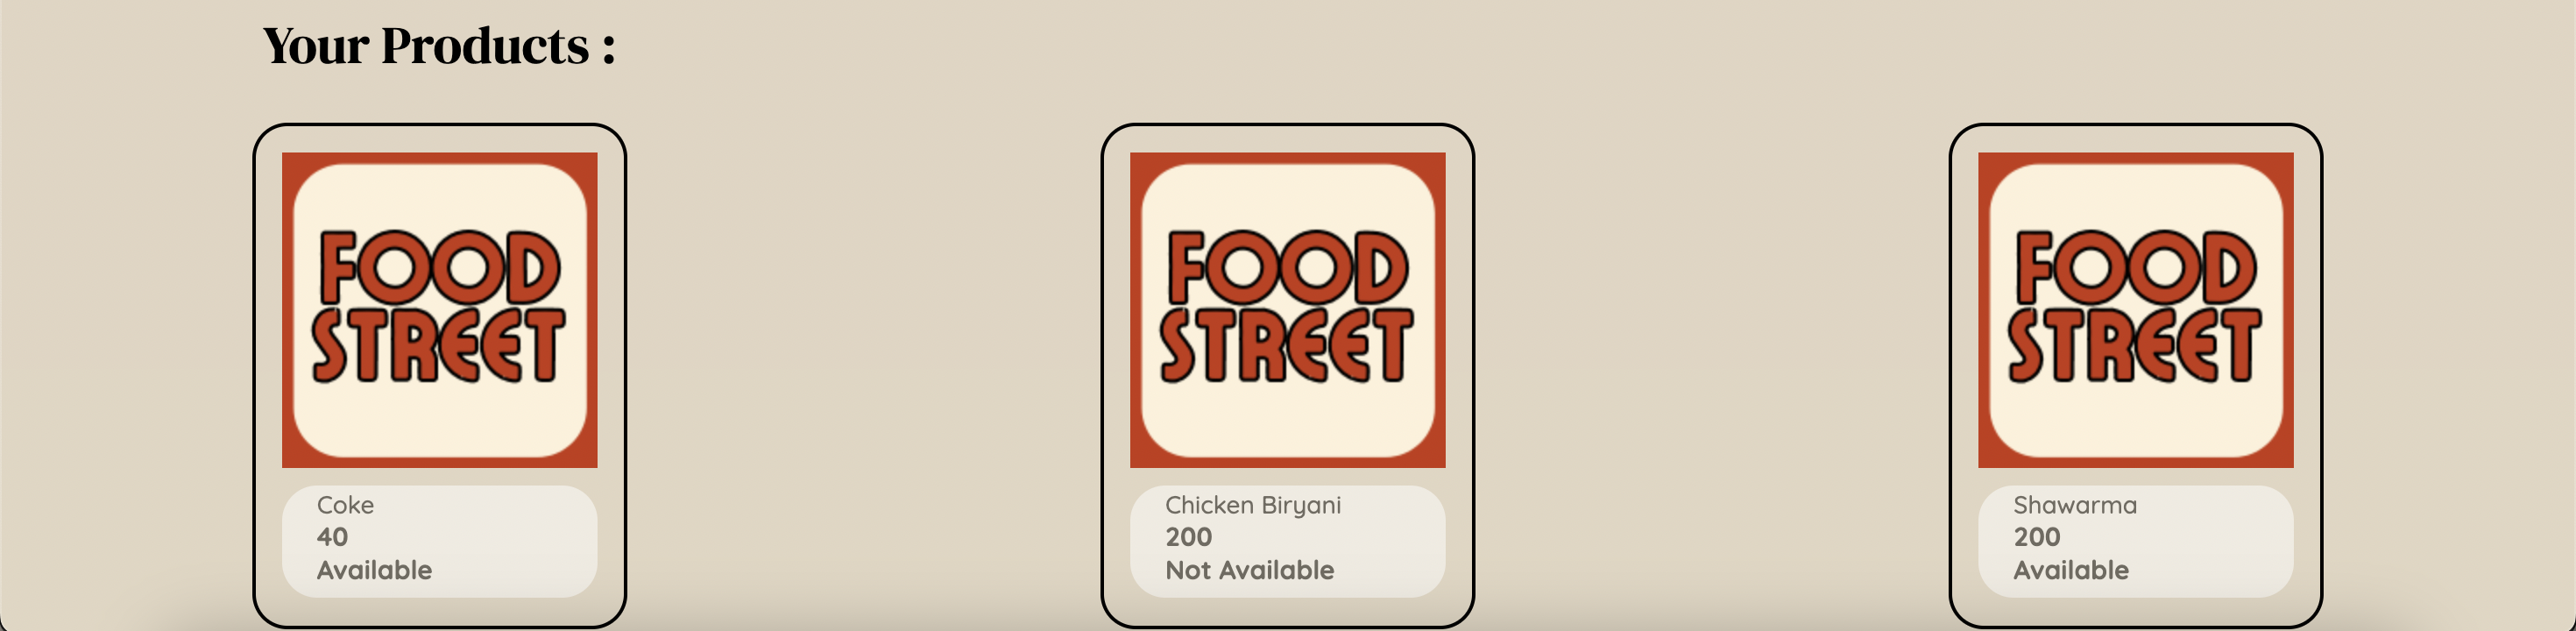 Your Products :
FOOD
STREET
Coke
40
Available
FOOD
STREET
Chicken Biryani
200
Not Available
FOOD
STREET
Shawarma
200
Available